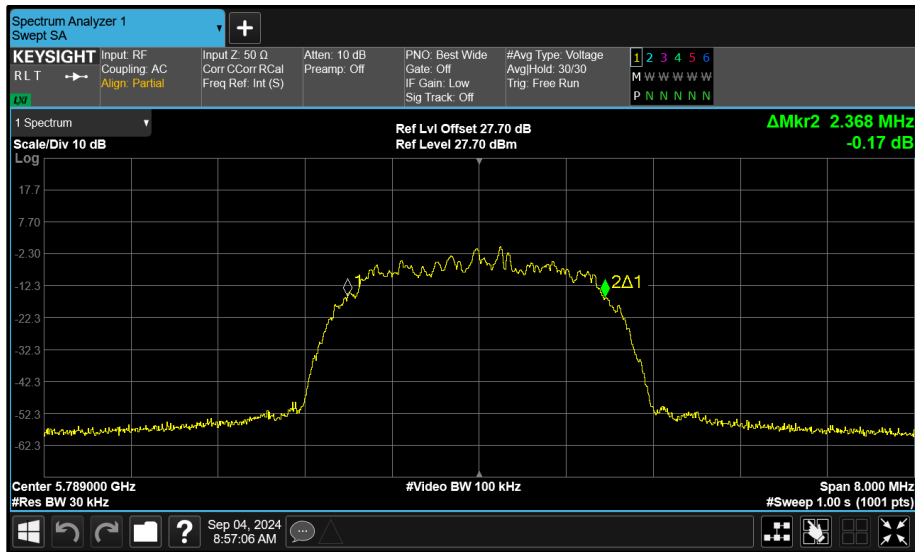 Spectrum Analyzer 1
Swept SA
KEYSIGHT
R L T
LXI
Input: RF
Coupling: AC
Align: Partial
Input Z: 50 Ω
Corr CCorr RCal
Freq Ref: Int (S)
Atten: 10 dB
Preamp: Off
PNO: Best Wide
Gate: Off
IF Gain: Low
Sig Track: Off
#Avg Type: Voltage
Avg|Hold: 30/30
Trig: Free Run
1 2 3 4 5 6
M W W W W W
P N N N N N
1 Spectrum
Scale/Div 10 dB
Ref Lvl Offset 27.70 dB
Ref Level 27.70 dBm
ΔMkr2 2.368 MHz
-0.17 dB
Log
17.7
7.70
-2.30
-12.3
-22.3
-32.3
-42.3
-52.3
-62.3
1
2Δ1
Center 5.789000 GHz
#Video BW 100 kHz
Span 8.000 MHz
#Res BW 30 kHz
#Sweep 1.00 s (1001 pts)
?
Sep 04, 2024
8:57:06 AM